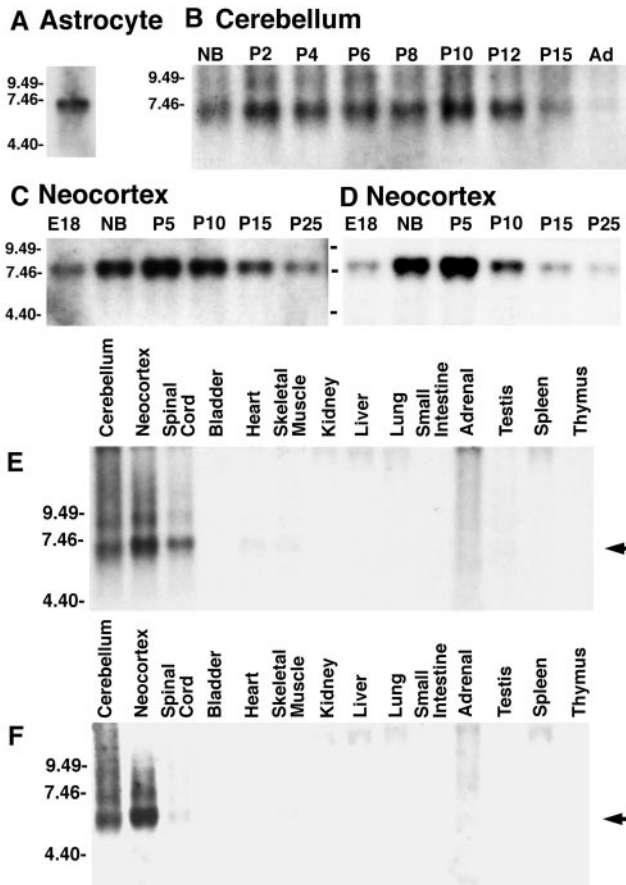 A Astrocyte
B Cerebellum
NB P2 P4 P6 P8 P10 P12 P15 Ad
9.49-
7.46-
4.40-
9.49-
7.46-
C Neocortex
E18 NB P5 P10 P15 P25
9.49-
7.46-
4.40-
D Neocortex
E18 NB P5 P10 P15 P25
Cerebellum
Neocortex
Spinal
Cord
Bladder
Heart
Skeletal
Muscle
Kidney
Liver
Lung
Small
Intestine
Adrenal
Testis
Spleen
Thymus
E
9.49-
7.46-
4.40-
Cerebellum
Neocortex
Spinal
Cord
Bladder
Heart
Skeletal
Muscle
Kidney
Liver
Lung
Small
Intestine
Adrenal
Testis
Spleen
Thymus
F
9.49-
7.46-
4.40-